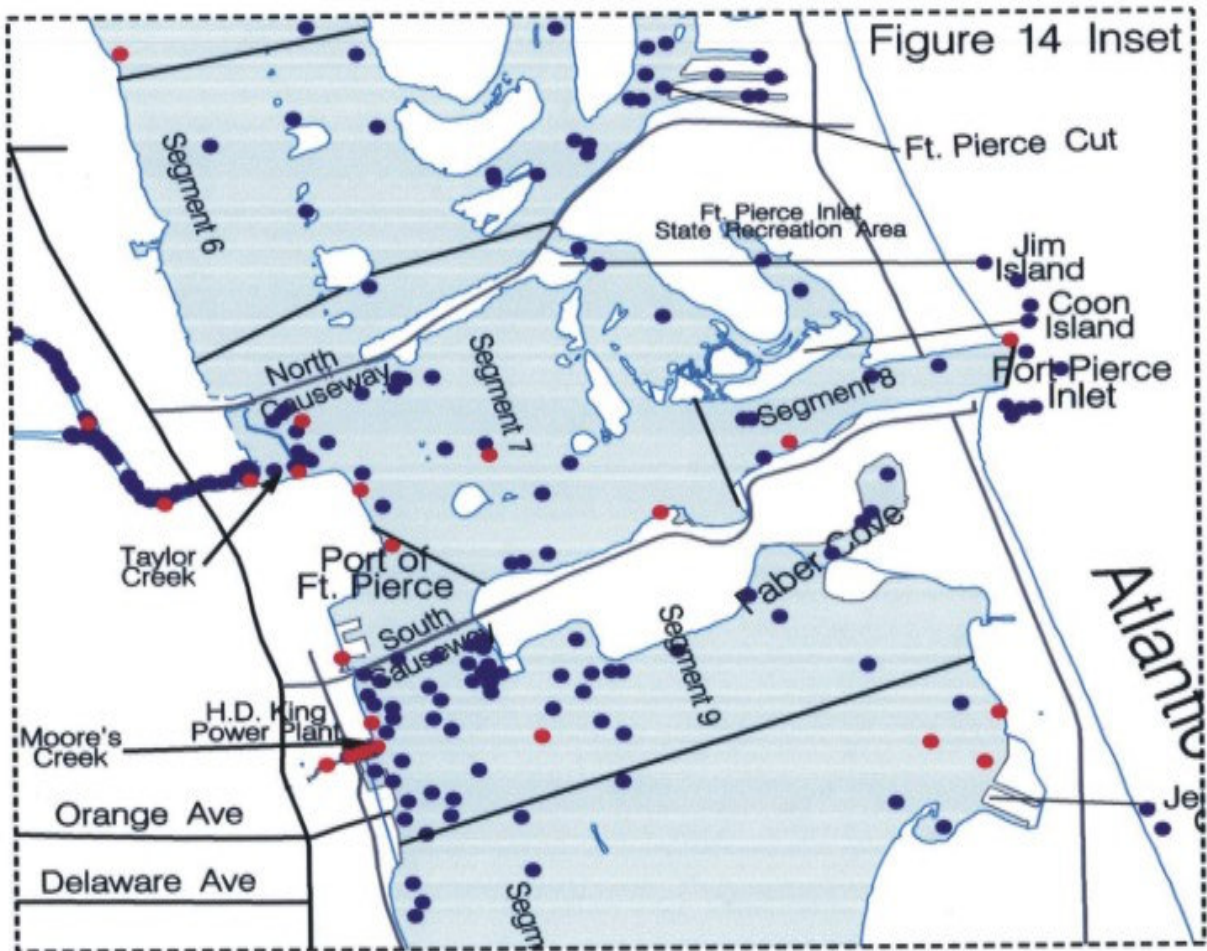 Figure 14 Inset
Ft. Pierce Cut
Segment 6
Ft. Pierce Inlet
State Recreation Area
Jim
Island
Coon
Island
North
Causeway
Segment 7
Segment 8
Fort Pierce
Inlet
Taylor
Creek
Port of
Ft. Pierce
Faber Cove
South
Causeway
Segment 9
Atlantic
H.D. King
Power Plant
Moore's
Creek
Orange Ave
Delaware Ave
Segm